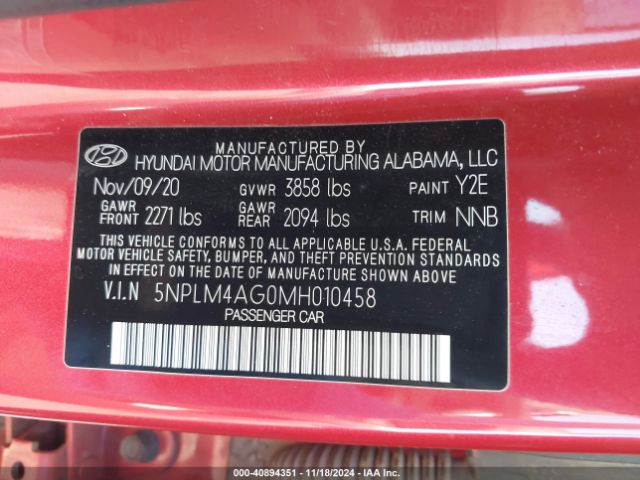 MANUFACTURED BY
HYUNDAI MOTOR MANUFACTURING ALABAMA, LLC
Nov/09/20 GVWR 3858 lbs PAINT Y2E
GAWR FRONT 2271 lbs GAWR REAR 2094 lbs TRIM NNB
THIS VEHICLE CONFORMS TO ALL APPLICABLE U.S.A. FEDERAL
MOTOR VEHICLE SAFETY, BUMPER, AND THEFT PREVENTION STANDARDS
IN EFFECT ON THE DATE OF MANUFACTURE SHOWN ABOVE.
V.I.N 5NPLM4AG0MH010458
PASSENGER CAR
000-40894351 | 11/18/2024 | IAA Inc.